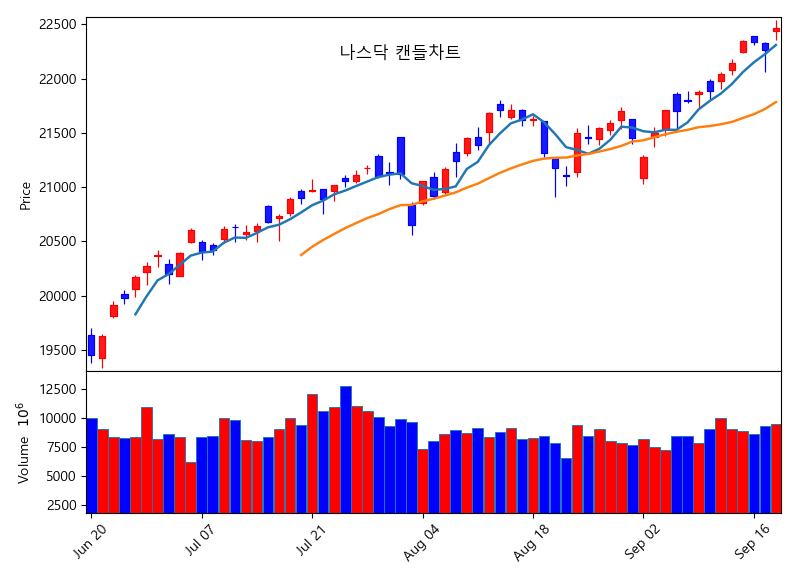 나스닥 캔들차트
Price
22500
22000
21500
21000
20500
20000
19500
Volume 10^6
12500
10000
7500
5000
2500
Jun 20
Jul 07
Jul 21
Aug 04
Aug 18
Sep 02
Sep 16